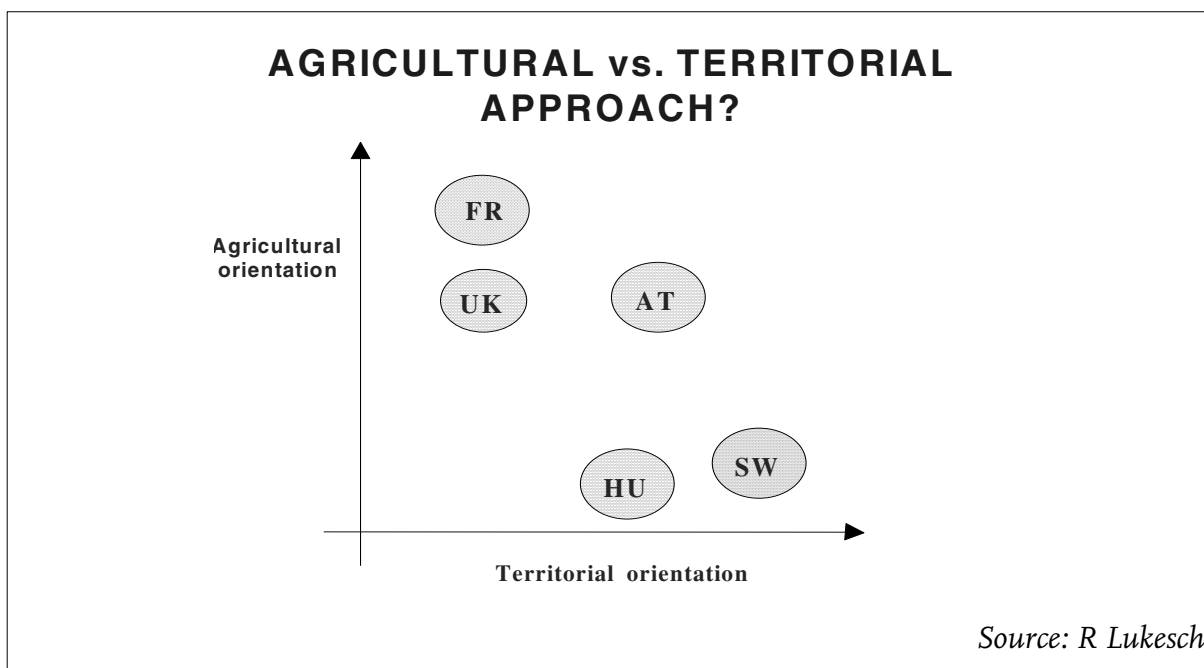 AGRICULTURAL vs. TERRITORIAL
APPROACH?
FR
Agricultural
orientation
UK
AT
SW
HU
Territorial orientation
Source: R Lukesch